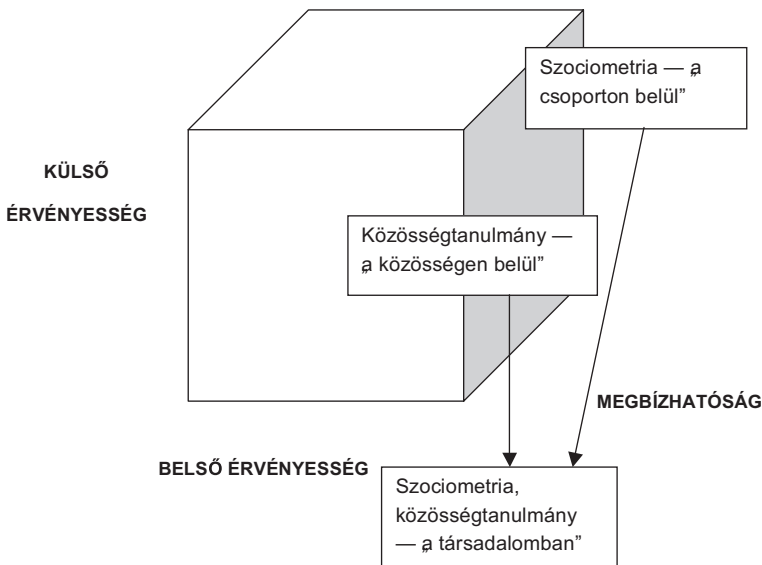 Szociometria — „a
csoporton belül”
KÜLSŐ
ÉRVÉNYESSÉG
Közösségtanulmány —
„a közösségen belül”
MEGBÍZHATÓSÁG
BELSŐ ÉRVÉNYESSÉG
Szociometria,
közösségtanulmány
— „a társadalomban”